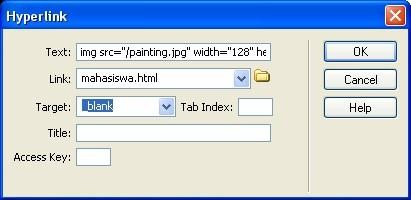 Hyperlink
Text: img src="/painting.jpg" width="128" he OK
Link: mahasiswa.html Cancel
Target: _blank Tab Index: Help
Title:
Access Key: